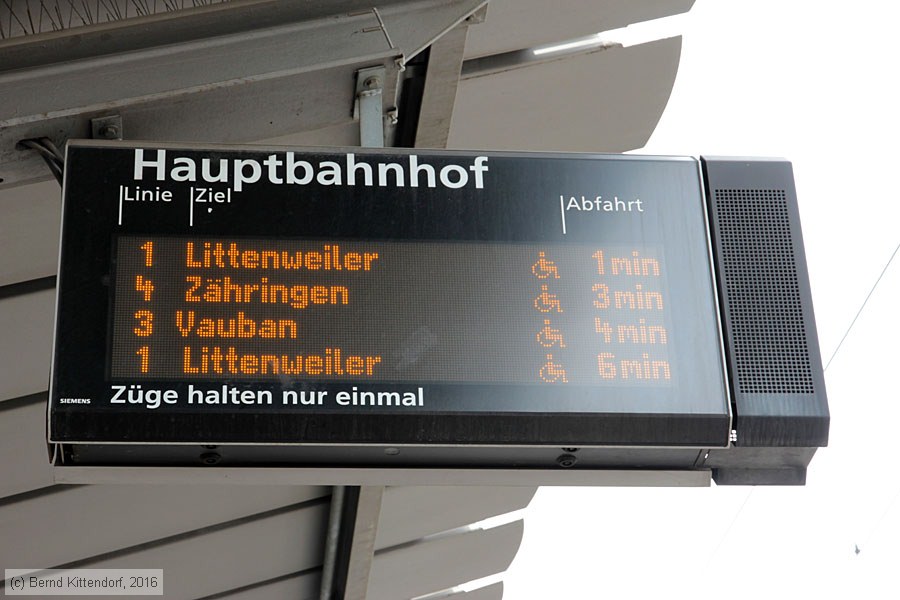 Hauptbahnhof
Linie Ziel Abfahrt
1 Littenweiler 1 min
4 Zähringen 3 min
3 Vauban 4 min
1 Littenweiler 6 min
SIEMENS Züge halten nur einmal
(c) Bernd Kittendorf, 2016